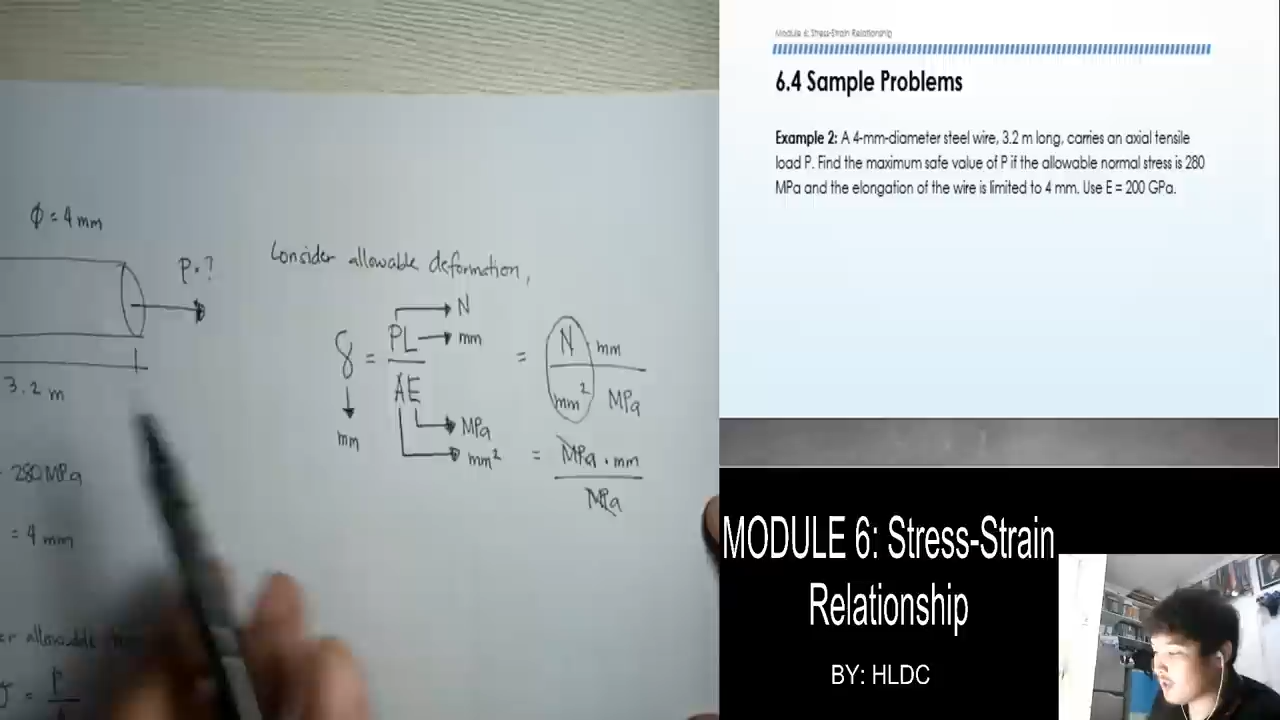 Φ = 4 mm
P = ?
3.2 m
280 MPa
= 4 mm
allowable
Consider allowable deformation,
δ = PL / AE
N
mm
mm
MPa
mm²
= N · mm / mm² MPa
= MPa · mm / MPa
Module 6: Stress-Strain Relationship
6.4 Sample Problems
Example 2: A 4-mm-diameter steel wire, 3.2 m long, carries an axial tensile
load P. Find the maximum safe value of P if the allowable normal stress is 280
MPa and the elongation of the wire is limited to 4 mm. Use E = 200 GPa.
MODULE 6: Stress-Strain
Relationship
BY: HLDC